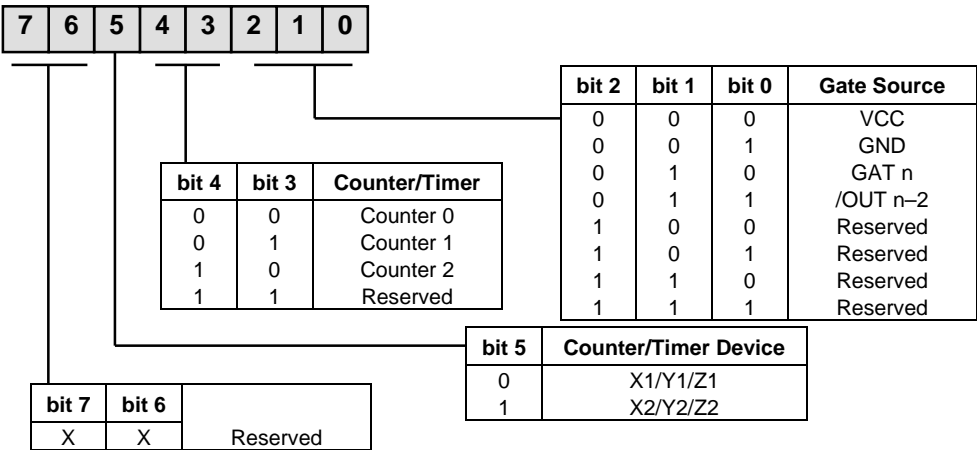 7 6 5 4 3 2 1 0
bit 2 bit 1 bit 0 Gate Source
0 0 0 VCC
0 0 1 GND
0 1 0 GAT n
0 1 1 /OUT n–2
1 0 0 Reserved
1 0 1 Reserved
1 1 0 Reserved
1 1 1 Reserved
bit 4 bit 3 Counter/Timer
0 0 Counter 0
0 1 Counter 1
1 0 Counter 2
1 1 Reserved
bit 5 Counter/Timer Device
0 X1/Y1/Z1
1 X2/Y2/Z2
bit 7 bit 6
X X Reserved